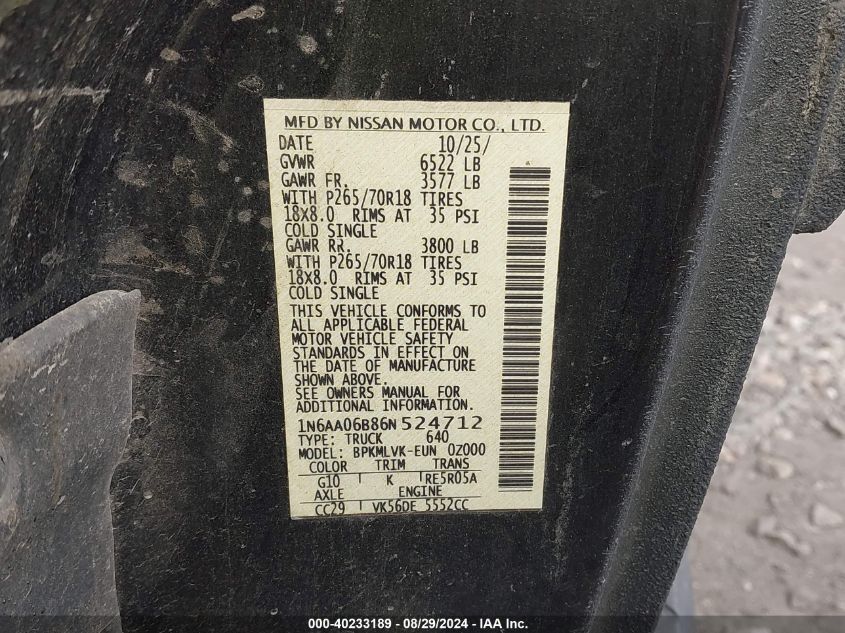 MFD BY NISSAN MOTOR CO., LTD.
DATE 10/25/
GVWR 6522 LB
GAWR FR. 3577 LB
WITH P265/70R18 TIRES
18X8.0 RIMS AT 35 PSI
COLD SINGLE
GAWR RR. 3800 LB
WITH P265/70R18 TIRES
18X8.0 RIMS AT 35 PSI
COLD SINGLE
THIS VEHICLE CONFORMS TO
ALL APPLICABLE FEDERAL
MOTOR VEHICLE SAFETY
STANDARDS IN EFFECT ON
THE DATE OF MANUFACTURE
SHOWN ABOVE.
SEE OWNERS MANUAL FOR
ADDITIONAL INFORMATION.
1N6AA06B86N524712
TYPE: TRUCK 640
MODEL: BPKMLVK-EUN 0Z000
COLOR TRIM TRANS
G10 K RE5R05A
AXLE ENGINE
CC29 VK56DE 5552CC
000-40233189 - 08/29/2024 - IAA Inc.